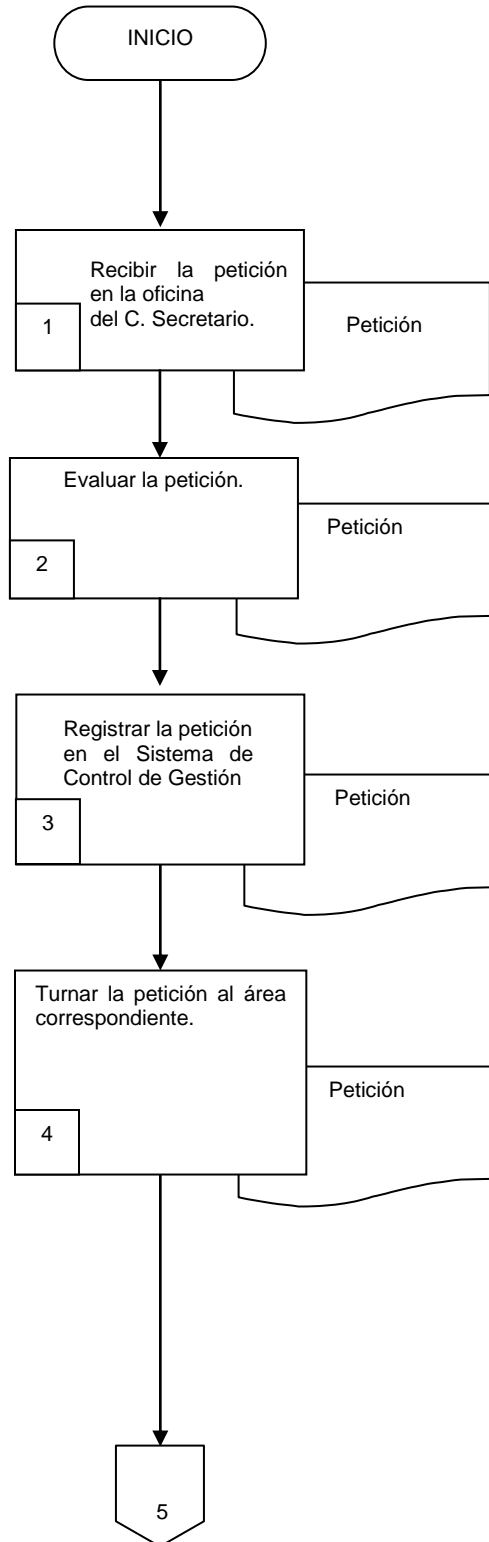 INICIO
Recibir la petición
en la oficina
del C. Secretario.
1
Petición
Evaluar la petición.
2
Petición
Registrar la petición
en el Sistema de
Control de Gestión
3
Petición
Turnar la petición al área
correspondiente.
4
Petición
5